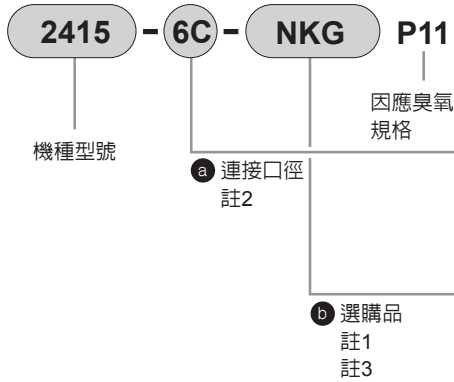 2415 - 6C - NKG P11
因應臭氧
規格
機種型號
a 連接口徑
註2
b 選購品
註1
註3